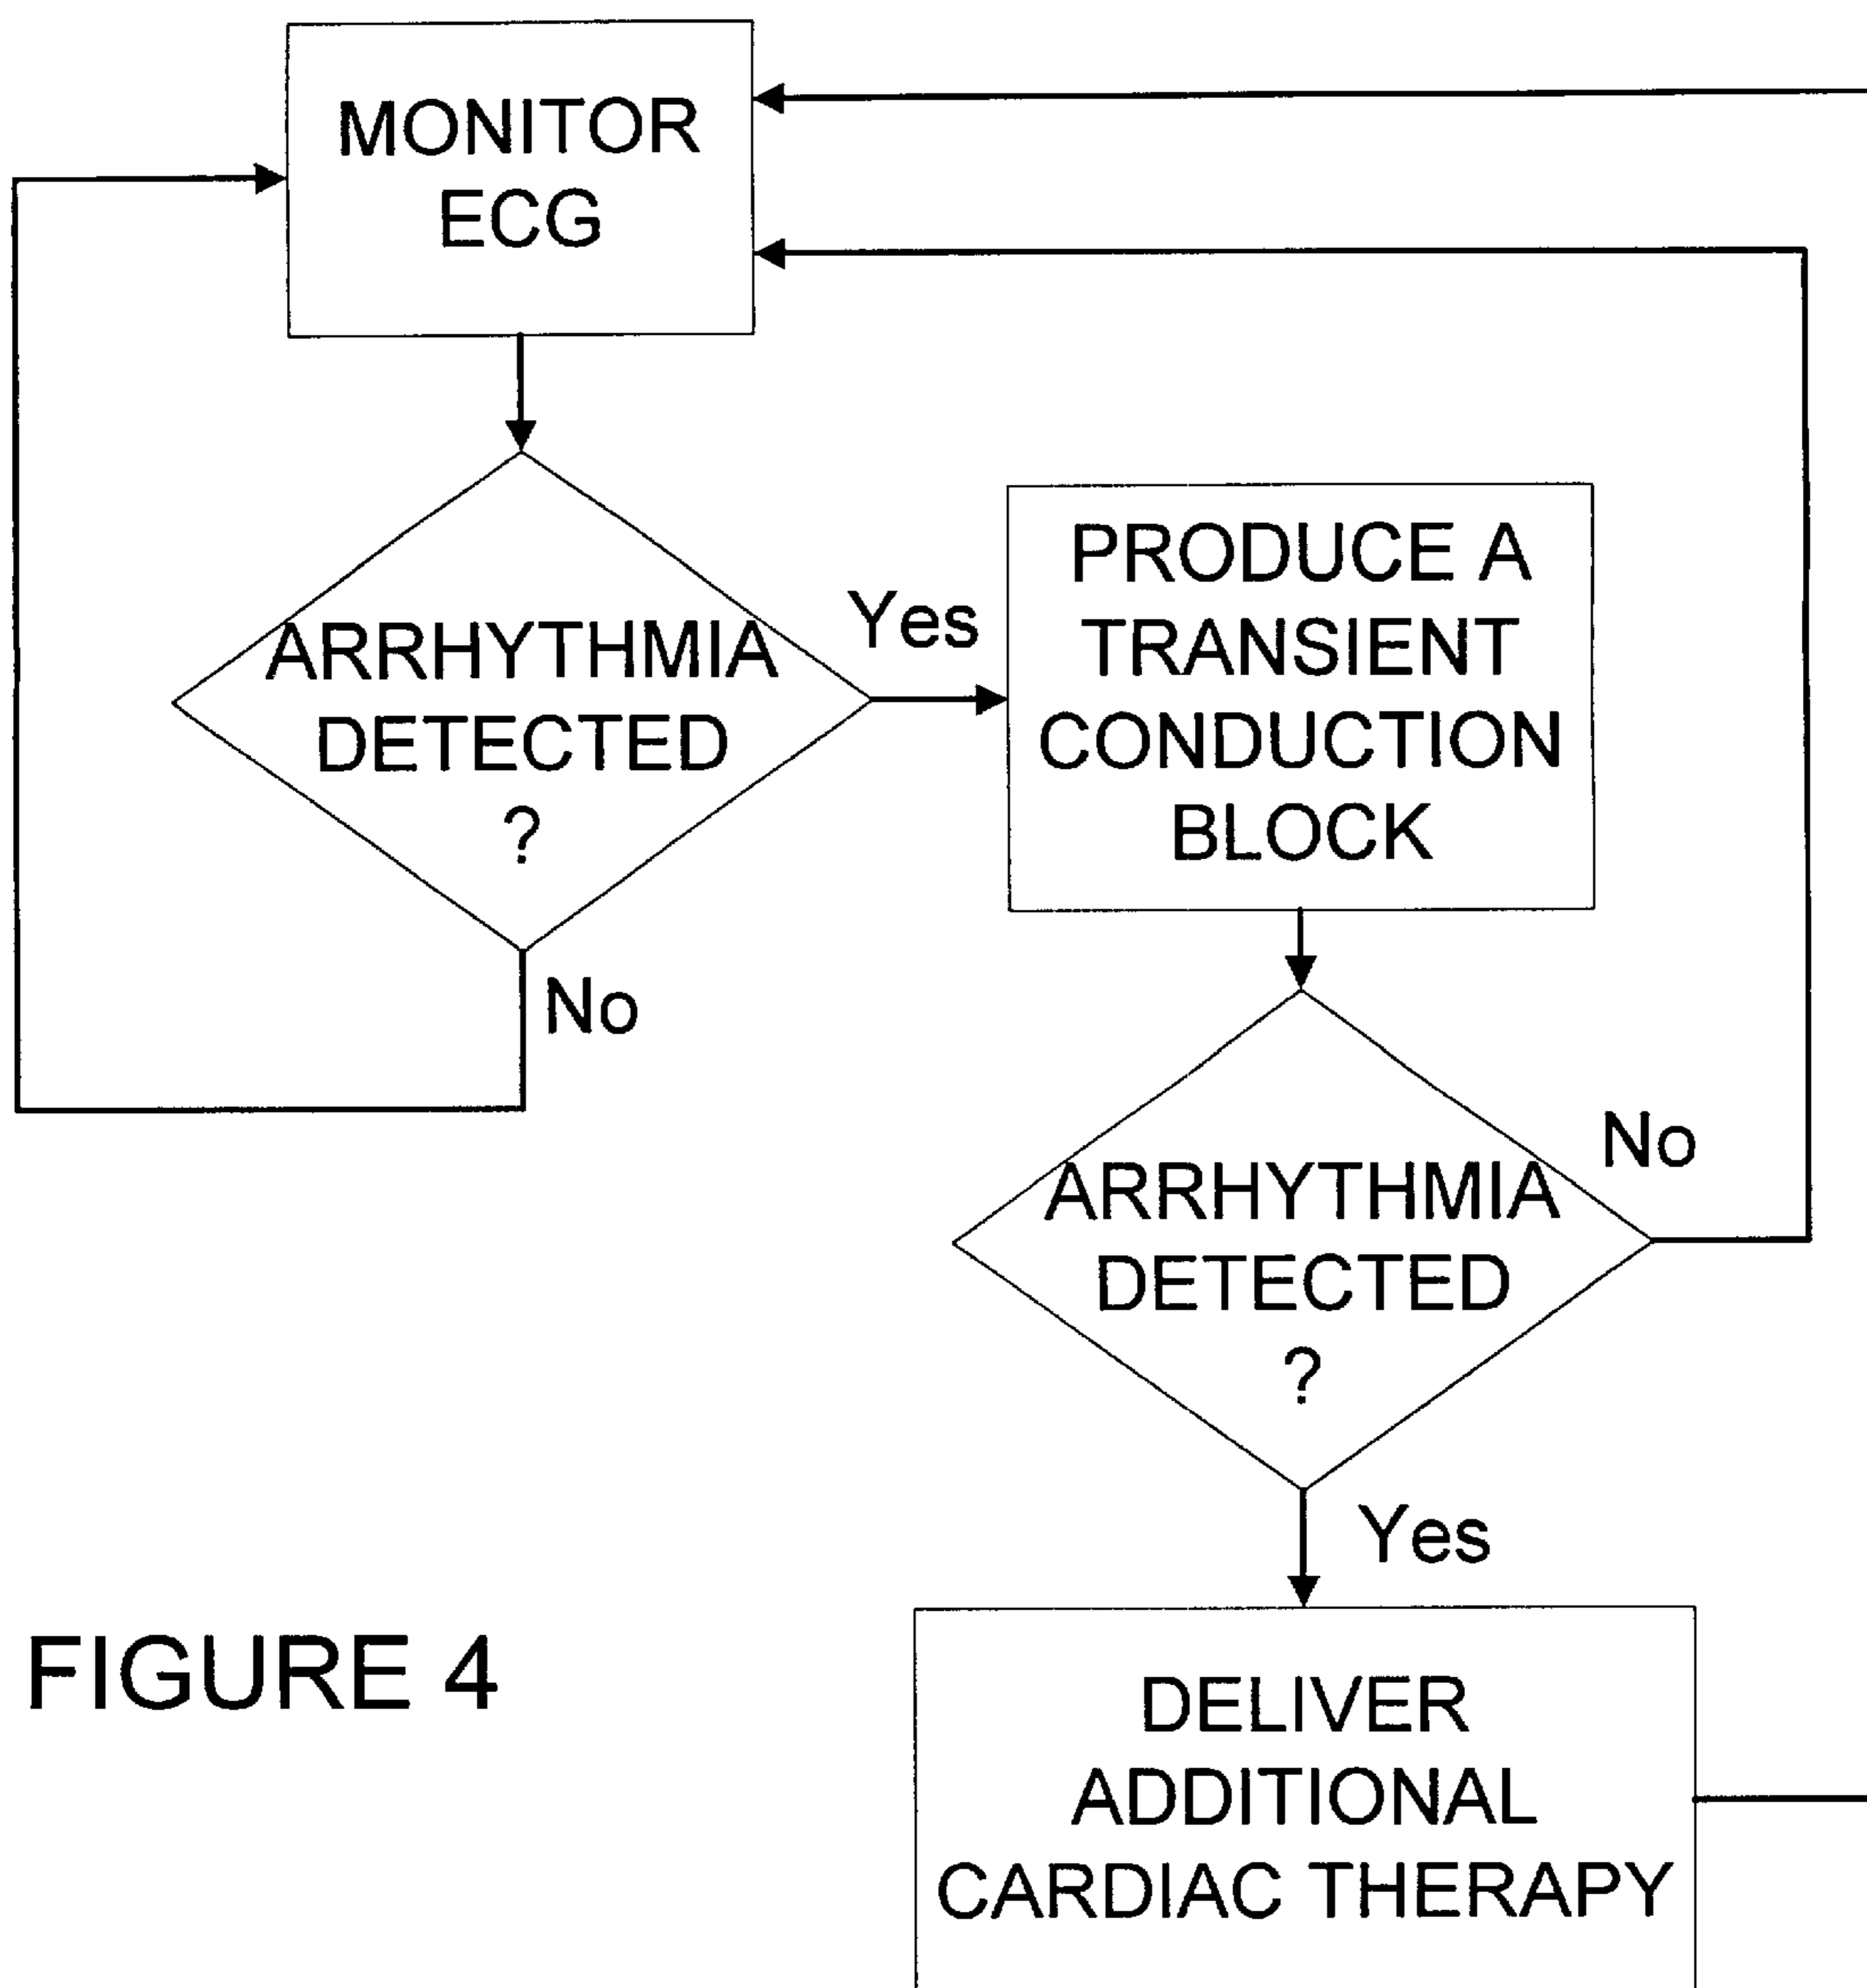 MONITOR
ECG
ARRHYTHMIA
DETECTED
?
Yes
No
PRODUCE A
TRANSIENT
CONDUCTION
BLOCK
ARRHYTHMIA
DETECTED
?
No
Yes
DELIVER
ADDITIONAL
CARDIAC THERAPY
FIGURE 4